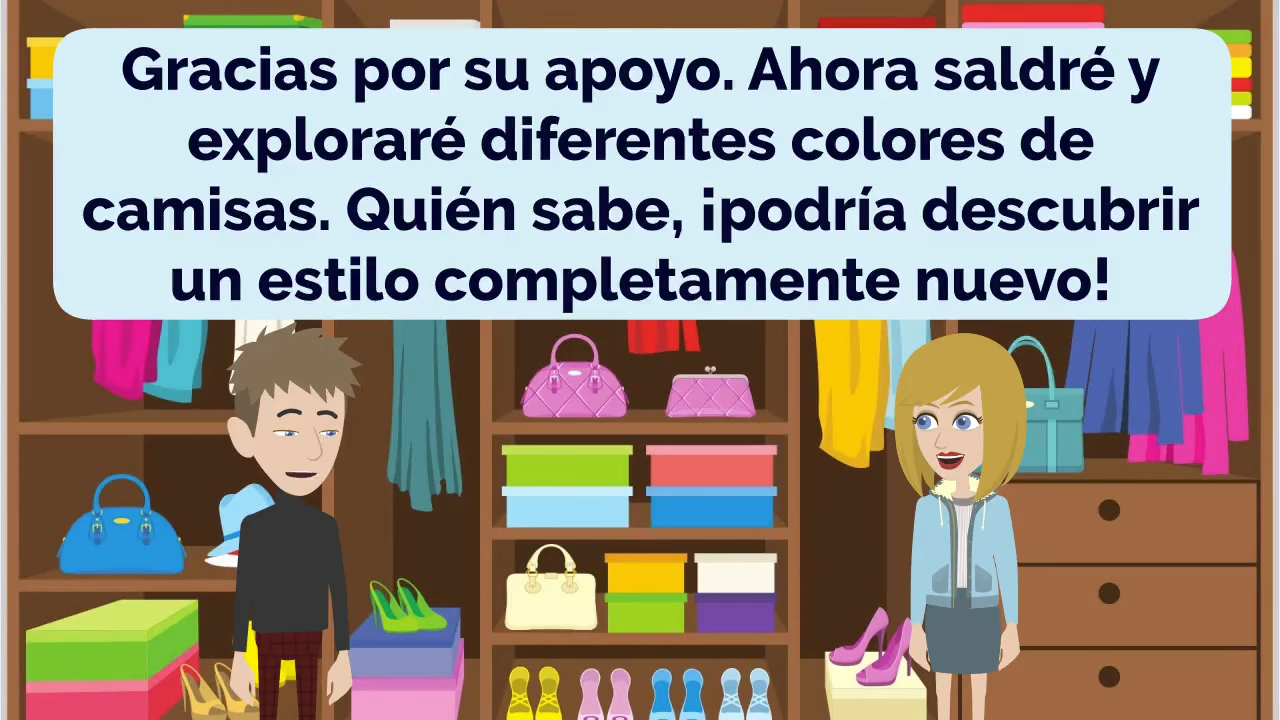 Gracias por su apoyo. Ahora saldré y
exploraré diferentes colores de
camisas. Quién sabe, ¡podría descubrir
un estilo completamente nuevo!